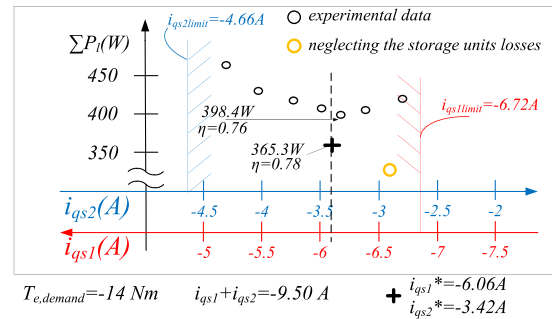 i_qs2limit=-4.66A
experimental data
∑P_l(W)
neglecting the storage units losses
450
400
350
398.4W
η=0.76
365.3W
η=0.78
i_qs1limit=-6.72A
i_qs2(A)
-4.5
-4
-3.5
-3
-2.5
-2
i_qs1(A)
-5
-5.5
-6
-6.5
-7
-7.5
T_e,demand=-14 Nm
i_qs1+i_qs2=-9.50 A
i_qs1*=-6.06A
i_qs2*=-3.42A